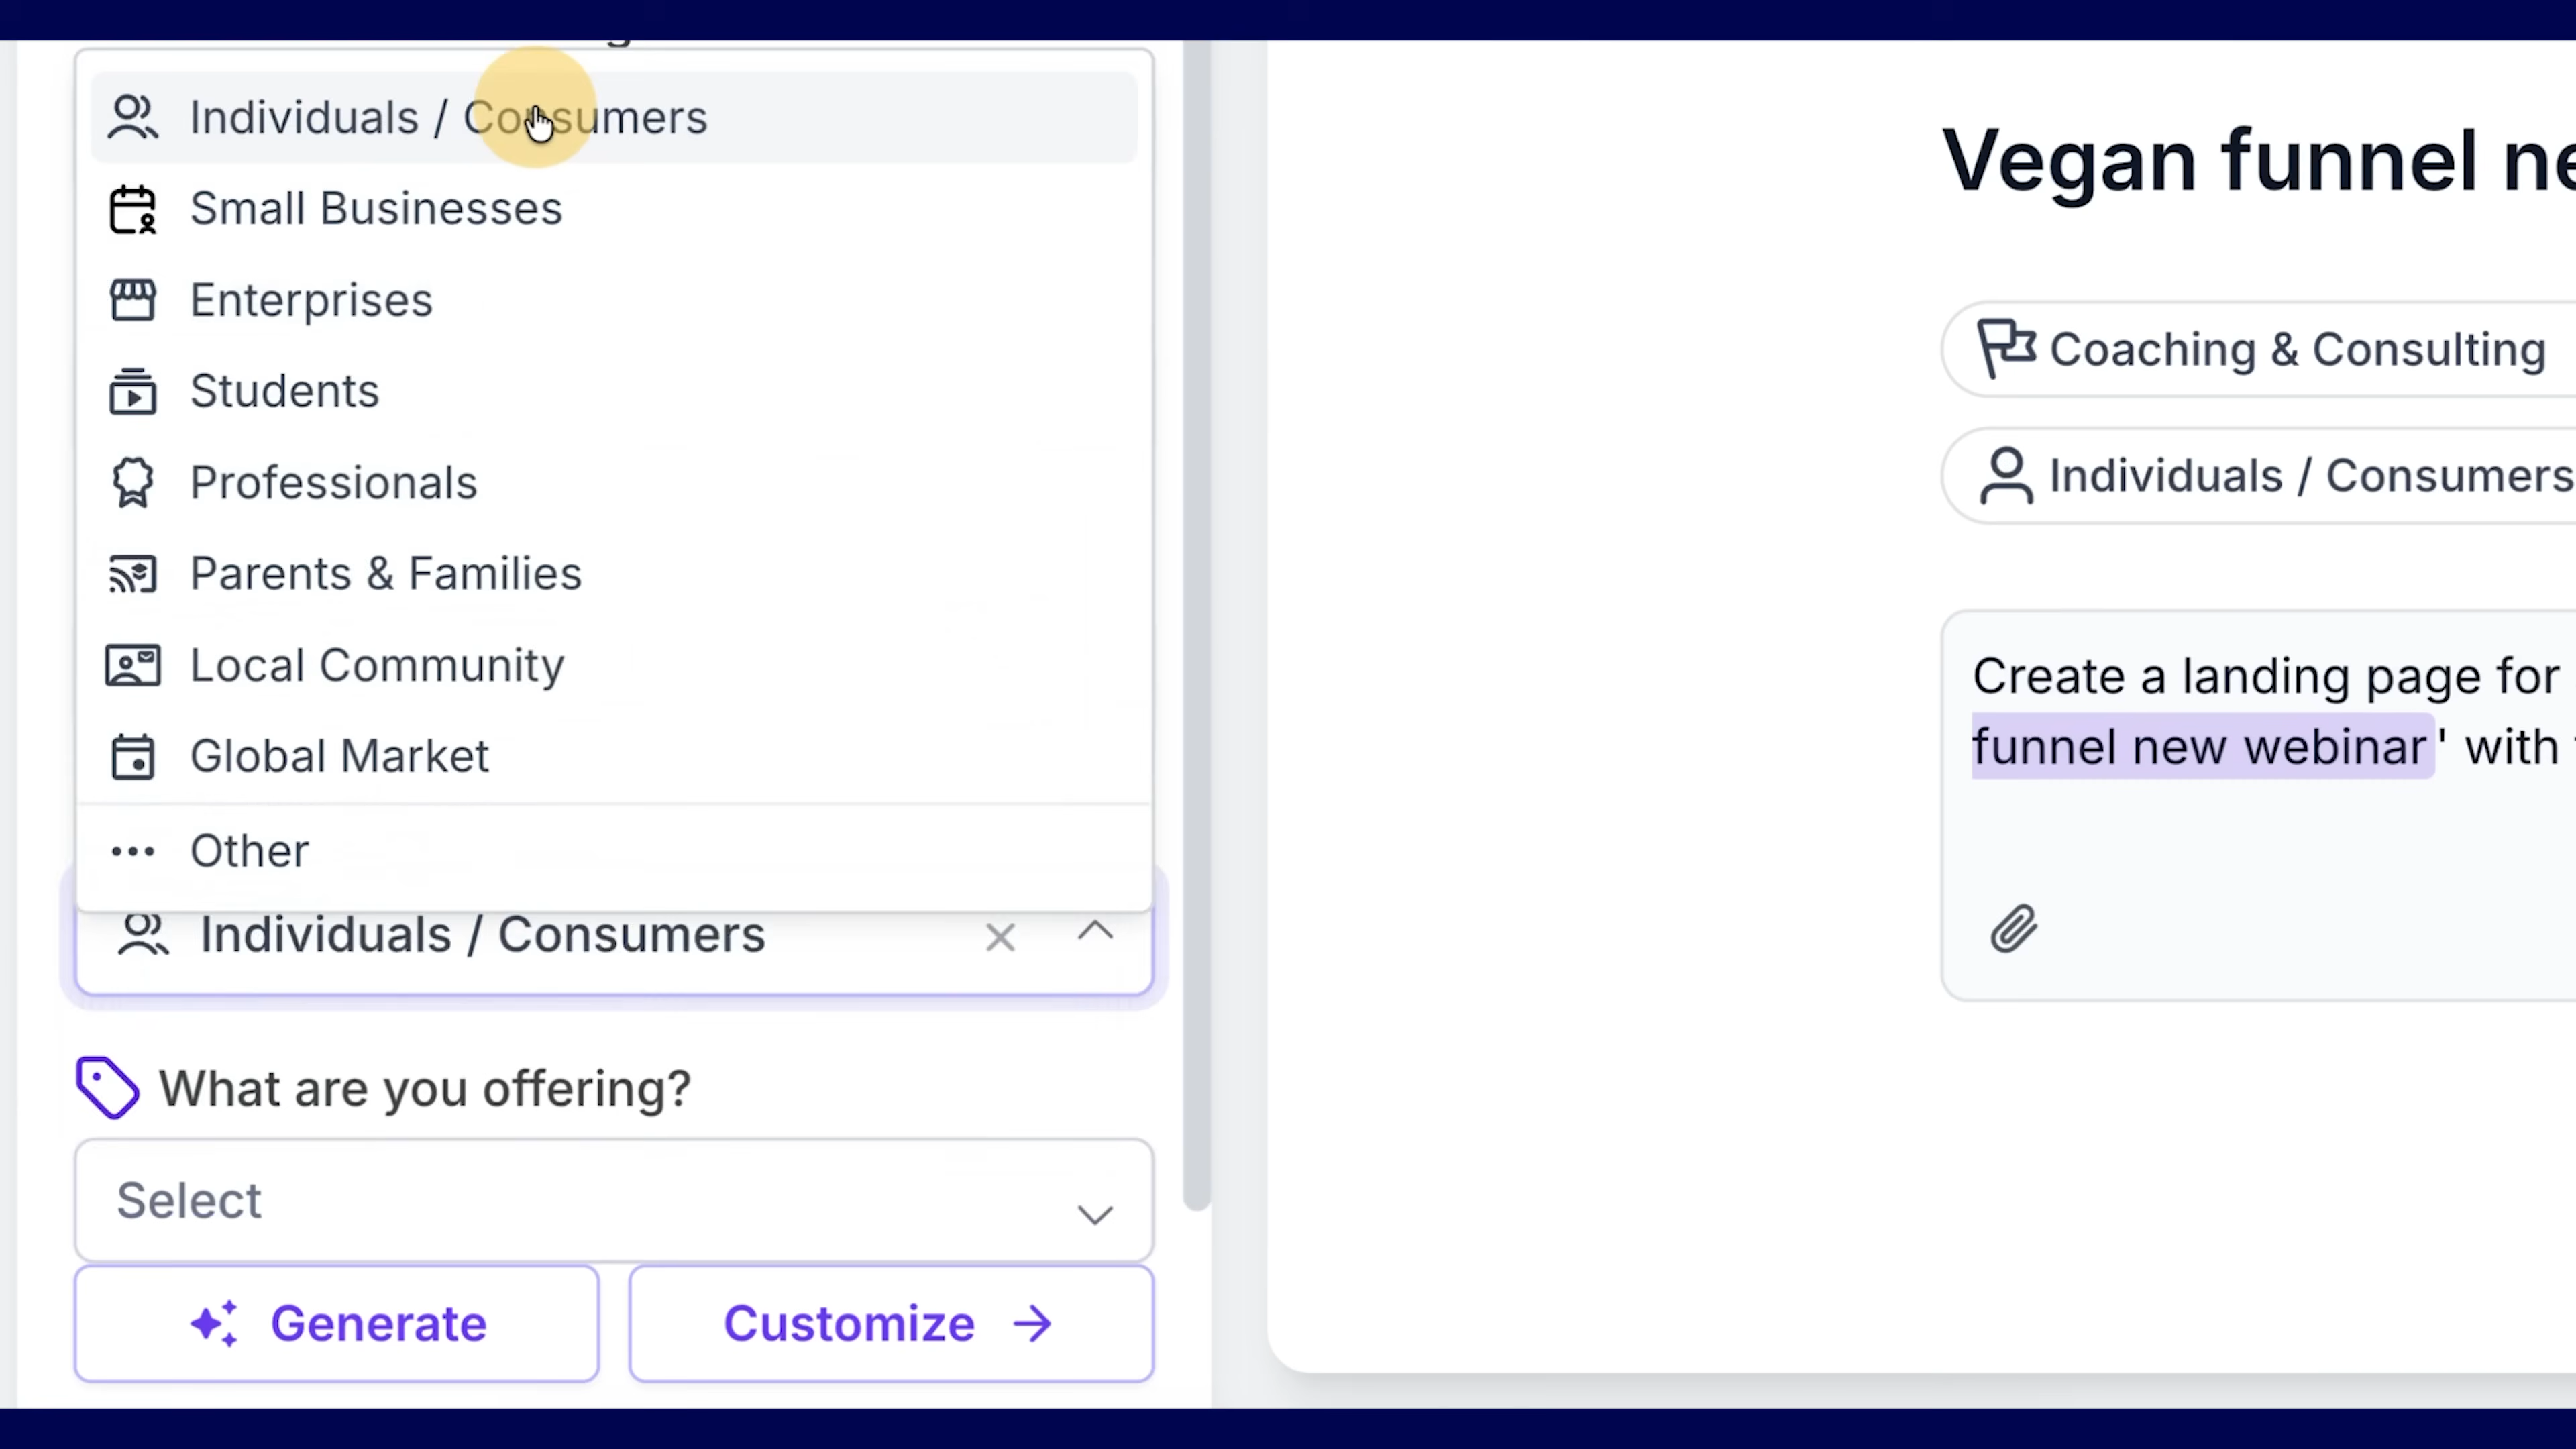 Individuals / Consumers
Small Businesses
Enterprises
Students
Professionals
Parents & Families
Local Community
Global Market
Other
Individuals / Consumers
What are you offering?
Select
Generate
Customize
Vegan funnel ne
Coaching & Consulting
Individuals / Consumers
Create a landing page for
funnel new webinar' with